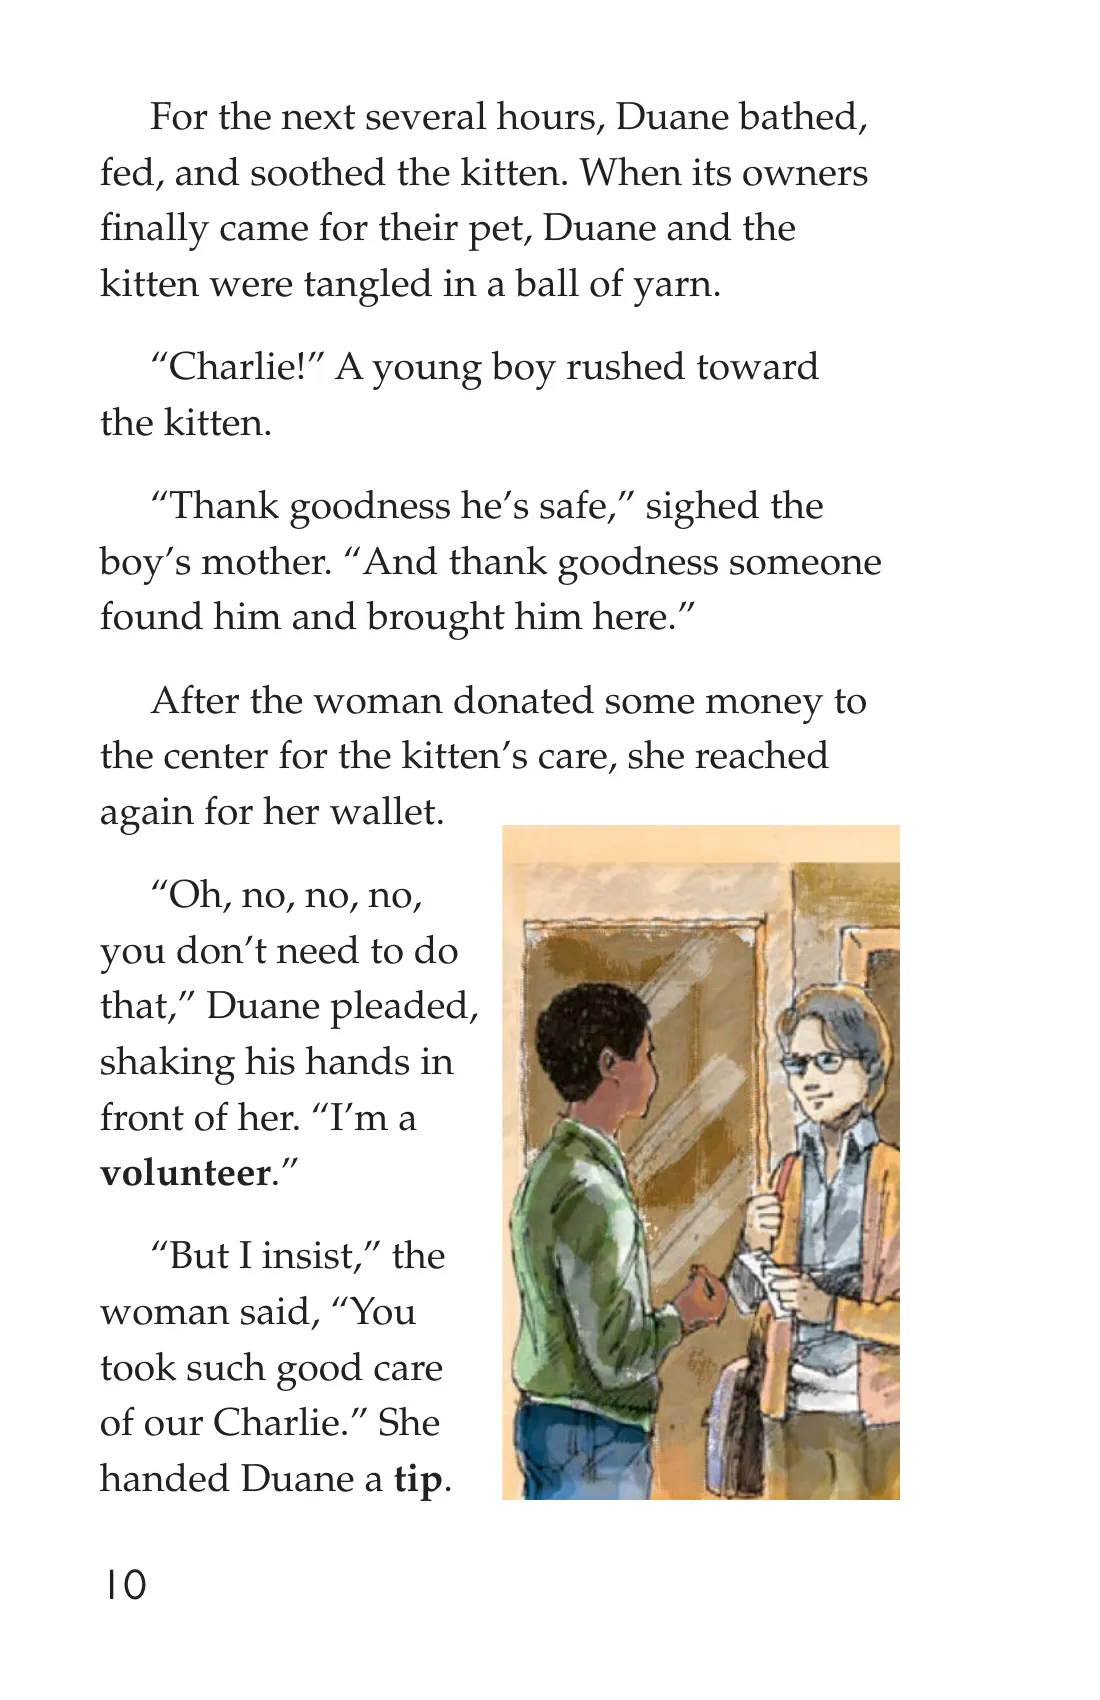 For the next several hours, Duane bathed,
fed, and soothed the kitten. When its owners
finally came for their pet, Duane and the
kitten were tangled in a ball of yarn.
“Charlie!” A young boy rushed toward
the kitten.
“Thank goodness he’s safe,” sighed the
boy’s mother. “And thank goodness someone
found him and brought him here.”
After the woman donated some money to
the center for the kitten’s care, she reached
again for her wallet.
“Oh, no, no, no,
you don’t need to do
that,” Duane pleaded,
shaking his hands in
front of her. “I’m a
volunteer.”
“But I insist,” the
woman said, “You
took such good care
of our Charlie.” She
handed Duane a tip.
10